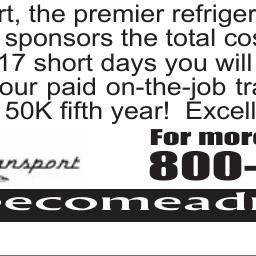 rt, the premier refriger
sponsors the total cos
17 short days you will
our paid on-the-job tra
50K fifth year!  Excell
For more
800-
ansport
ecomeadr